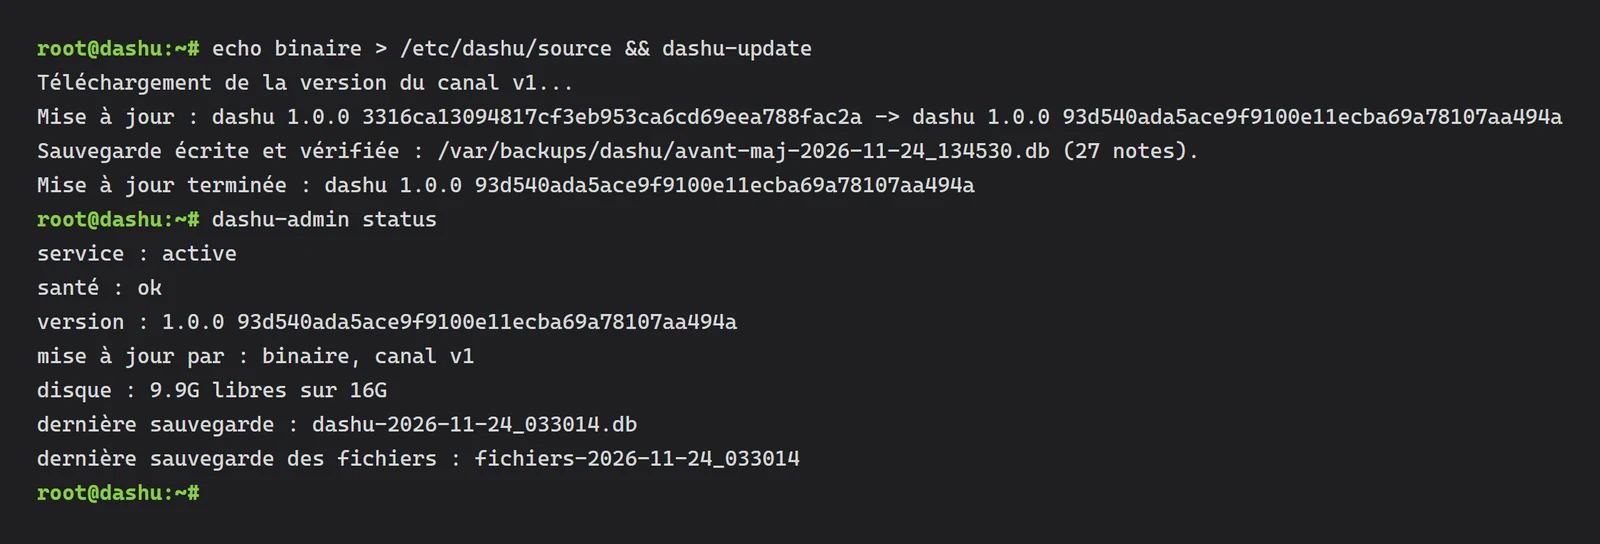 root@dashu:~# echo binaire > /etc/dashu/source && dashu-update
Téléchargement de la version du canal v1...
Mise à jour : dashu 1.0.0 3316ca13094817cf3eb953ca6cd69eea788fac2a -> dashu 1.0.0 93d540ada5ace9f9100e11ecba69a78107aa494a
Sauvegarde écrite et vérifiée : /var/backups/dashu/avant-maj-2026-11-24_134530.db (27 notes).
Mise à jour terminée : dashu 1.0.0 93d540ada5ace9f9100e11ecba69a78107aa494a
root@dashu:~# dashu-admin status
service : active
santé : ok
version : 1.0.0 93d540ada5ace9f9100e11ecba69a78107aa494a
mise à jour par : binaire, canal v1
disque : 9.9G libres sur 16G
dernière sauvegarde : dashu-2026-11-24_033014.db
dernière sauvegarde des fichiers : fichiers-2026-11-24_033014
root@dashu:~#